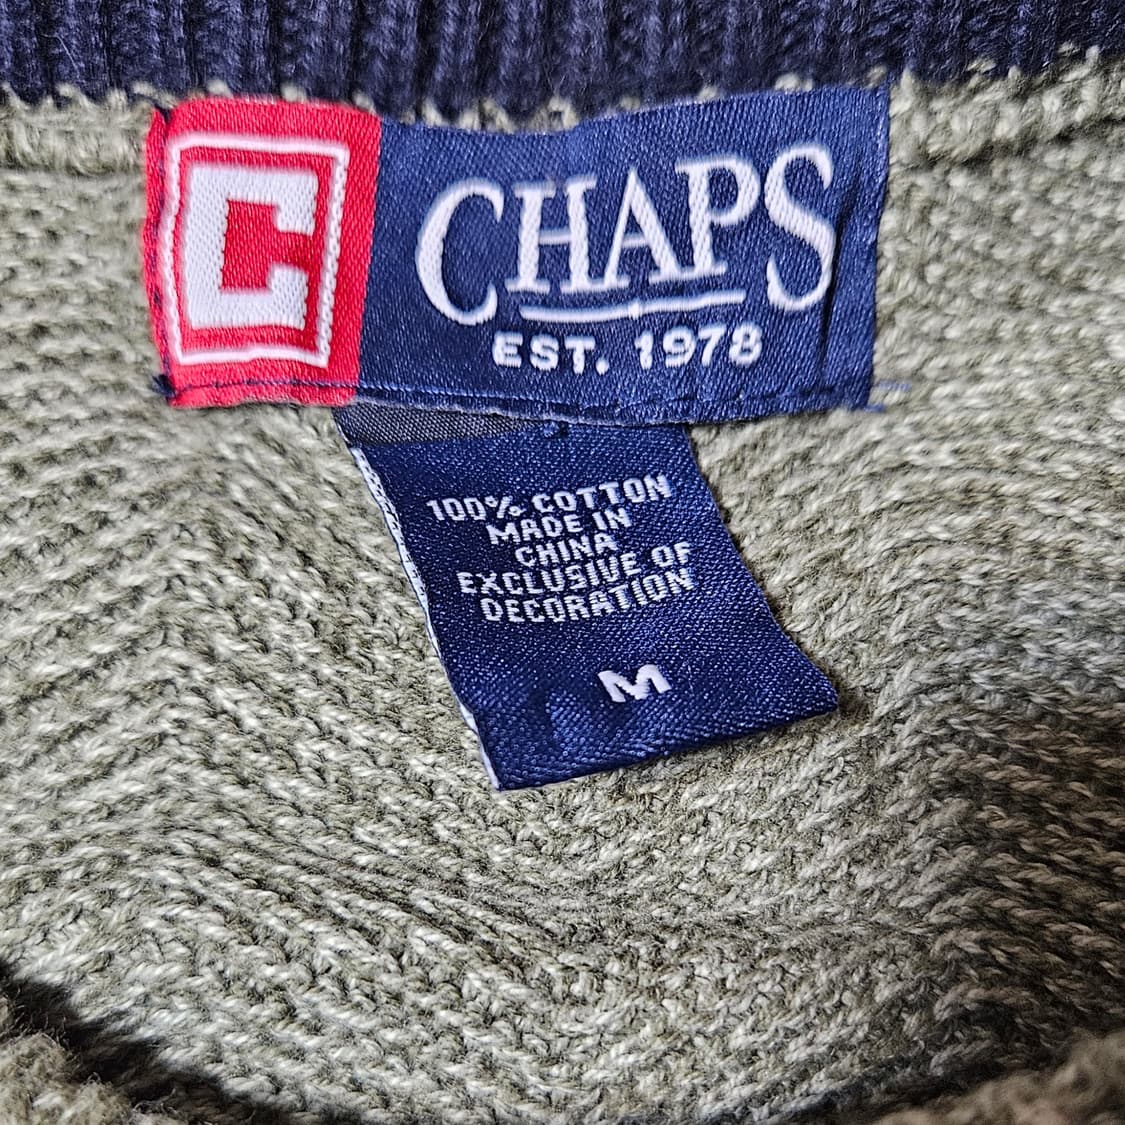 C
CHAPS
EST. 1978
100% COTTON
MADE IN
CHINA
EXCLUSIVE OF
DECORATION
M